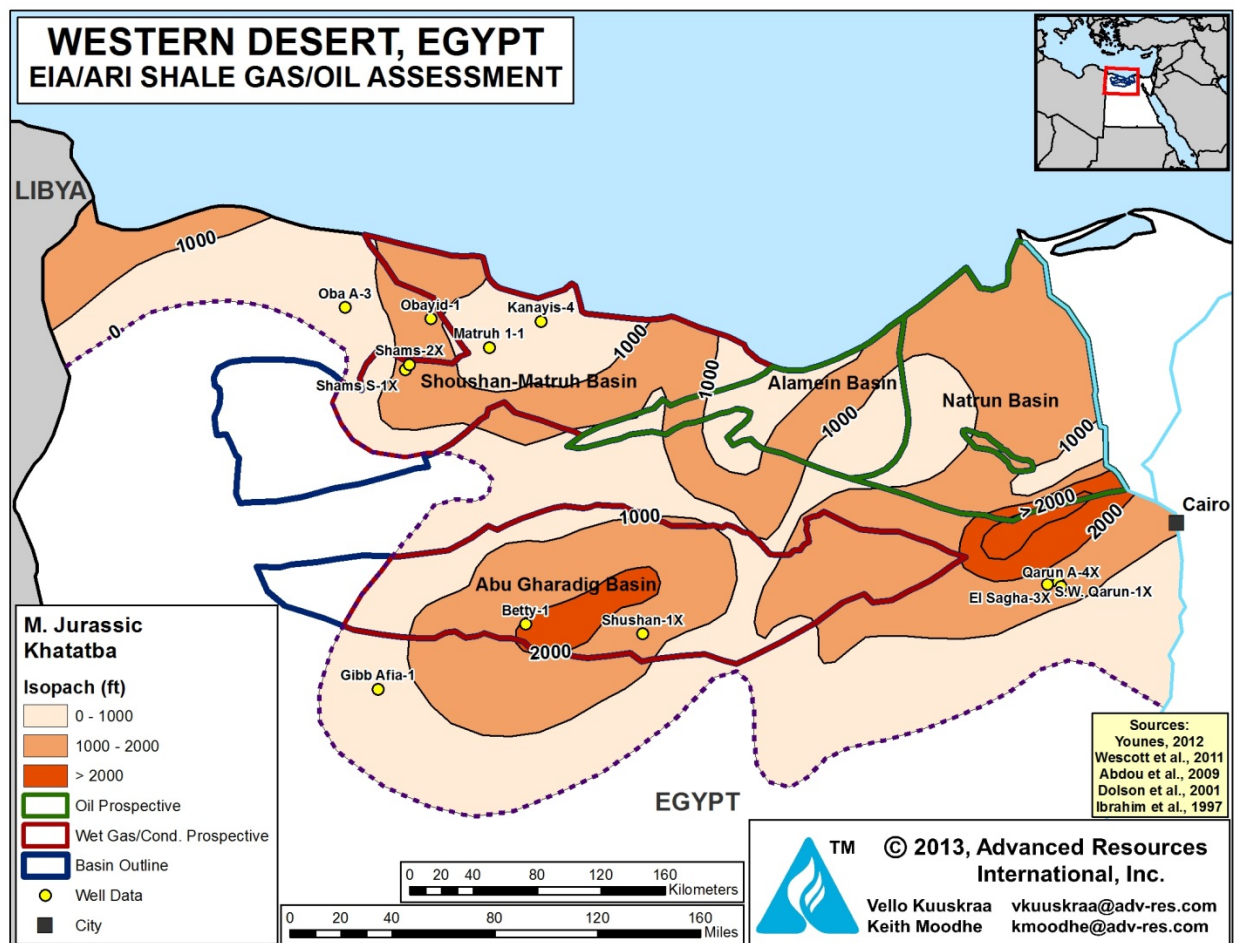 WESTERN DESERT, EGYPT
EIA/ARI SHALE GAS/OIL ASSESSMENT
LIBYA
1000
0
Oba A-3
Obayid-1
Kanayis-4
Matruh 1-1
1000
Shams-2X
Shams S-1X
Shoushan-Matruh Basin
1000
Alamein Basin
1000
Natrun Basin
1000
> 2000
2000
Cairo
1000
Abu Gharadig Basin
Betty-1
Shushan-1X
2000
Gibb Afia-1
Qarun A-4X
El Sagha-3X
S.W. Qarun-1X
EGYPT
M. Jurassic
Khatatba
Isopach (ft)
0 - 1000
1000 - 2000
> 2000
Oil Prospective
Wet Gas/Cond. Prospective
Basin Outline
Well Data
City
Sources:
Younes, 2012
Wescott et al., 2011
Abdou et al., 2009
Dolson et al., 2001
Ibrahim et al., 1997
0 20 40 80 120 160
Kilometers
0 20 40 80 120 160
Miles
TM
© 2013, Advanced Resources
International, Inc.
Vello Kuuskraa vkuuskraa@adv-res.com
Keith Moodhe kmoodhe@adv-res.com